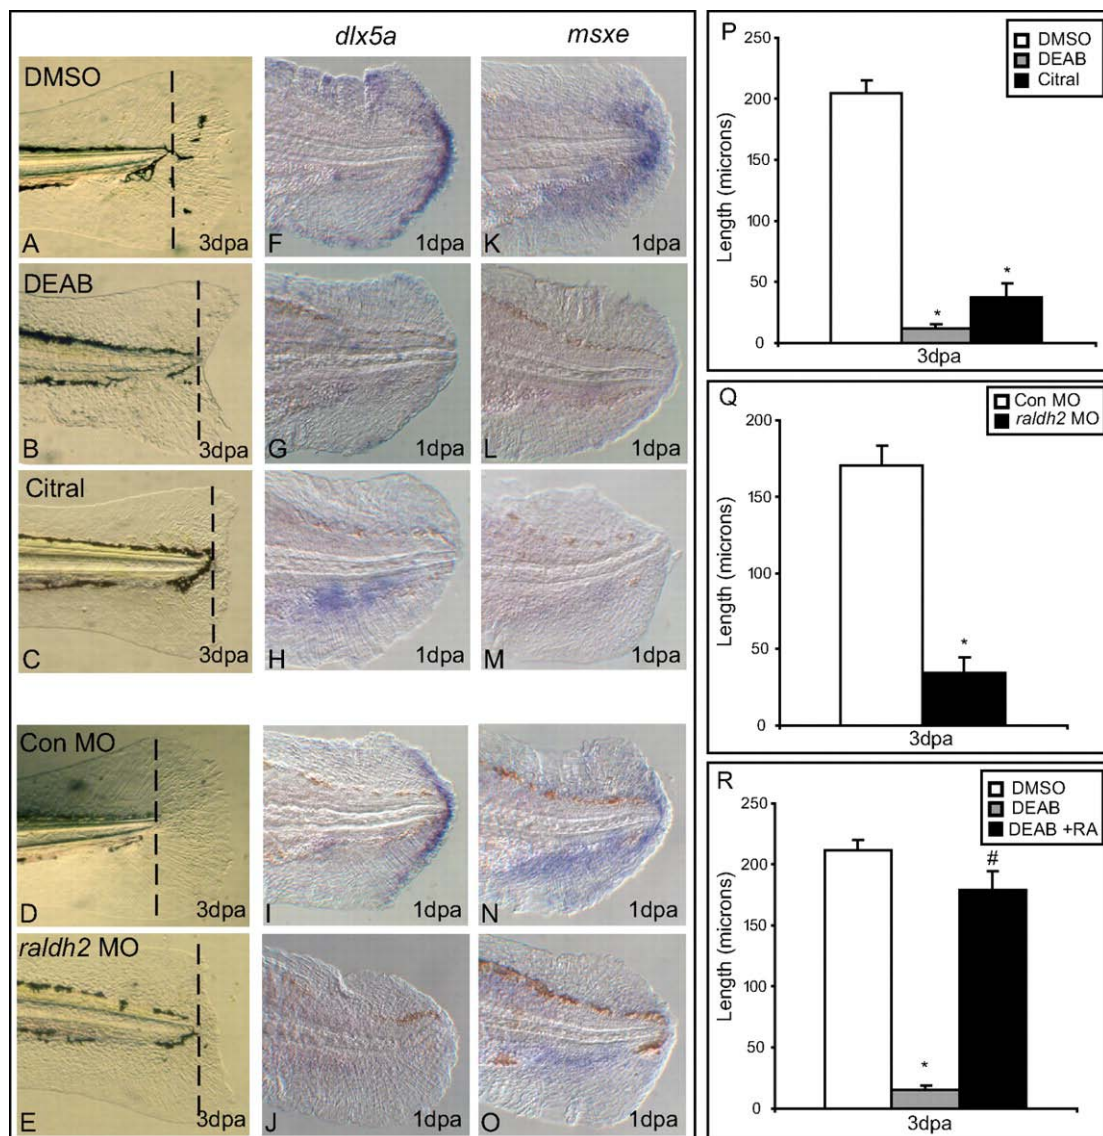 dlx5a msxe
DMSO
A 3dpa F 1dpa K 1dpa
DEAB
B 3dpa G 1dpa L 1dpa
Citral
C 3dpa H 1dpa M 1dpa
Con MO
D 3dpa I 1dpa N 1dpa
raldh2 MO
E 3dpa J 1dpa O 1dpa
P
DMSO
DEAB
Citral
Length (microns)
250
200
150
100
50
0
*
*
3dpa
Q
Con MO
raldh2 MO
Length (microns)
200
150
100
50
0
*
3dpa
R
DMSO
DEAB
DEAB +RA
Length (microns)
250
200
150
100
50
0
*
#
3dpa